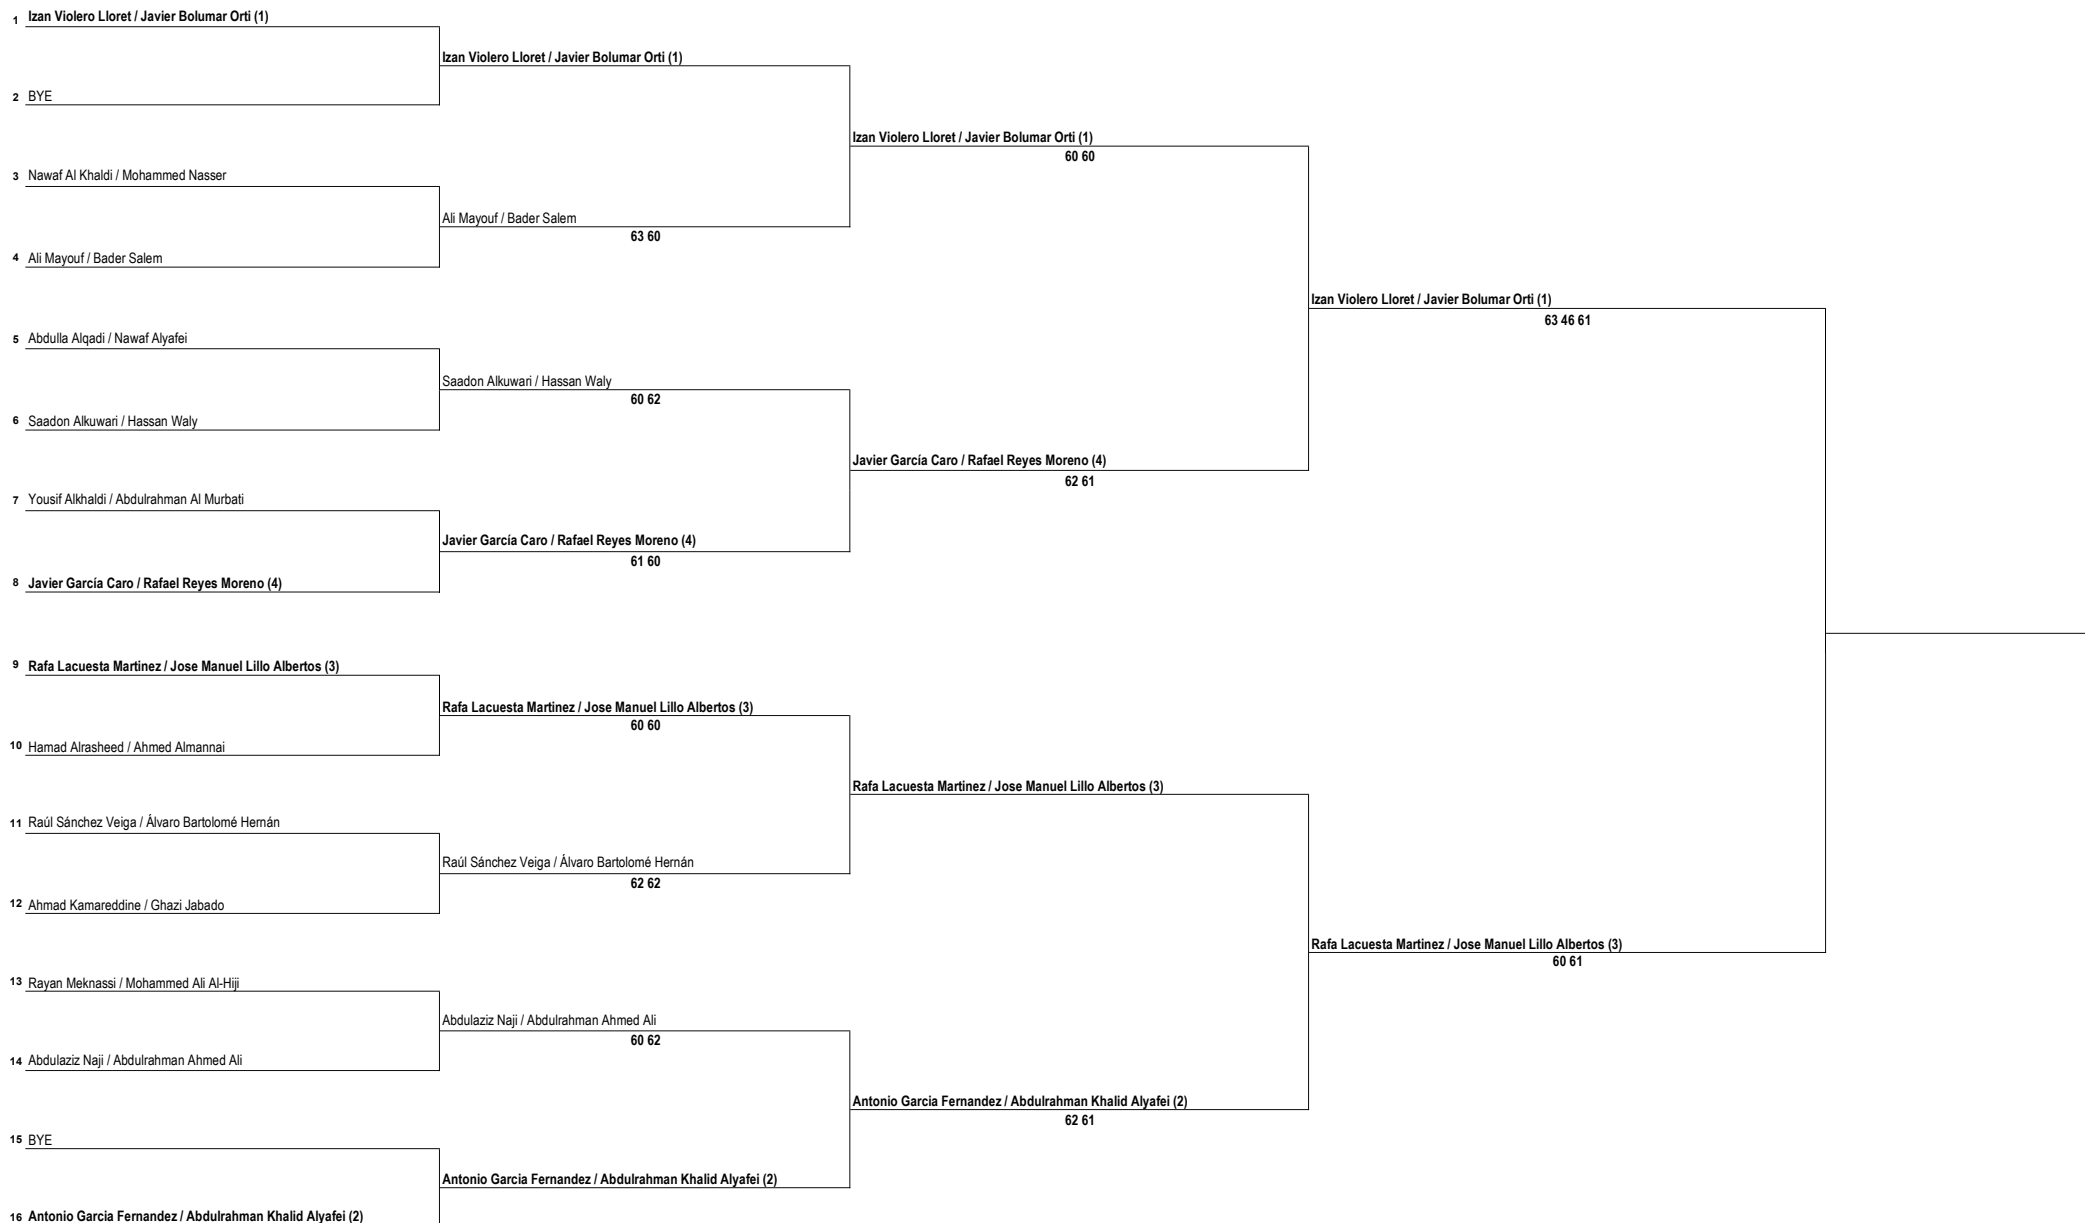 1 Izan Violero Lloret / Javier Bolumar Orti (1)
Izan Violero Lloret / Javier Bolumar Orti (1)
2 BYE
Izan Violero Lloret / Javier Bolumar Orti (1)
60 60
3 Nawaf Al Khaldi / Mohammed Nasser
Ali Mayouf / Bader Salem
63 60
4 Ali Mayouf / Bader Salem
Izan Violero Lloret / Javier Bolumar Orti (1)
63 46 61
5 Abdulla Alqadi / Nawaf Alyafei
Saadon Alkuwari / Hassan Waly
60 62
6 Saadon Alkuwari / Hassan Waly
Javier García Caro / Rafael Reyes Moreno (4)
62 61
7 Yousif Alkhaldi / Abdulrahman Al Murbati
Javier García Caro / Rafael Reyes Moreno (4)
61 60
8 Javier García Caro / Rafael Reyes Moreno (4)
9 Rafa Lacuesta Martinez / Jose Manuel Lillo Albertos (3)
Rafa Lacuesta Martinez / Jose Manuel Lillo Albertos (3)
60 60
10 Hamad Alrasheed / Ahmed Almannai
Rafa Lacuesta Martinez / Jose Manuel Lillo Albertos (3)
11 Raúl Sánchez Veiga / Álvaro Bartolomé Hernán
Raúl Sánchez Veiga / Álvaro Bartolomé Hernán
62 62
12 Ahmad Kamareddine / Ghazi Jabado
Rafa Lacuesta Martinez / Jose Manuel Lillo Albertos (3)
60 61
13 Rayan Meknassi / Mohammed Ali Al-Hiji
Abdulaziz Naji / Abdulrahman Ahmed Ali
60 62
14 Abdulaziz Naji / Abdulrahman Ahmed Ali
Antonio Garcia Fernandez / Abdulrahman Khalid Alyafei (2)
62 61
15 BYE
Antonio Garcia Fernandez / Abdulrahman Khalid Alyafei (2)
16 Antonio Garcia Fernandez / Abdulrahman Khalid Alyafei (2)